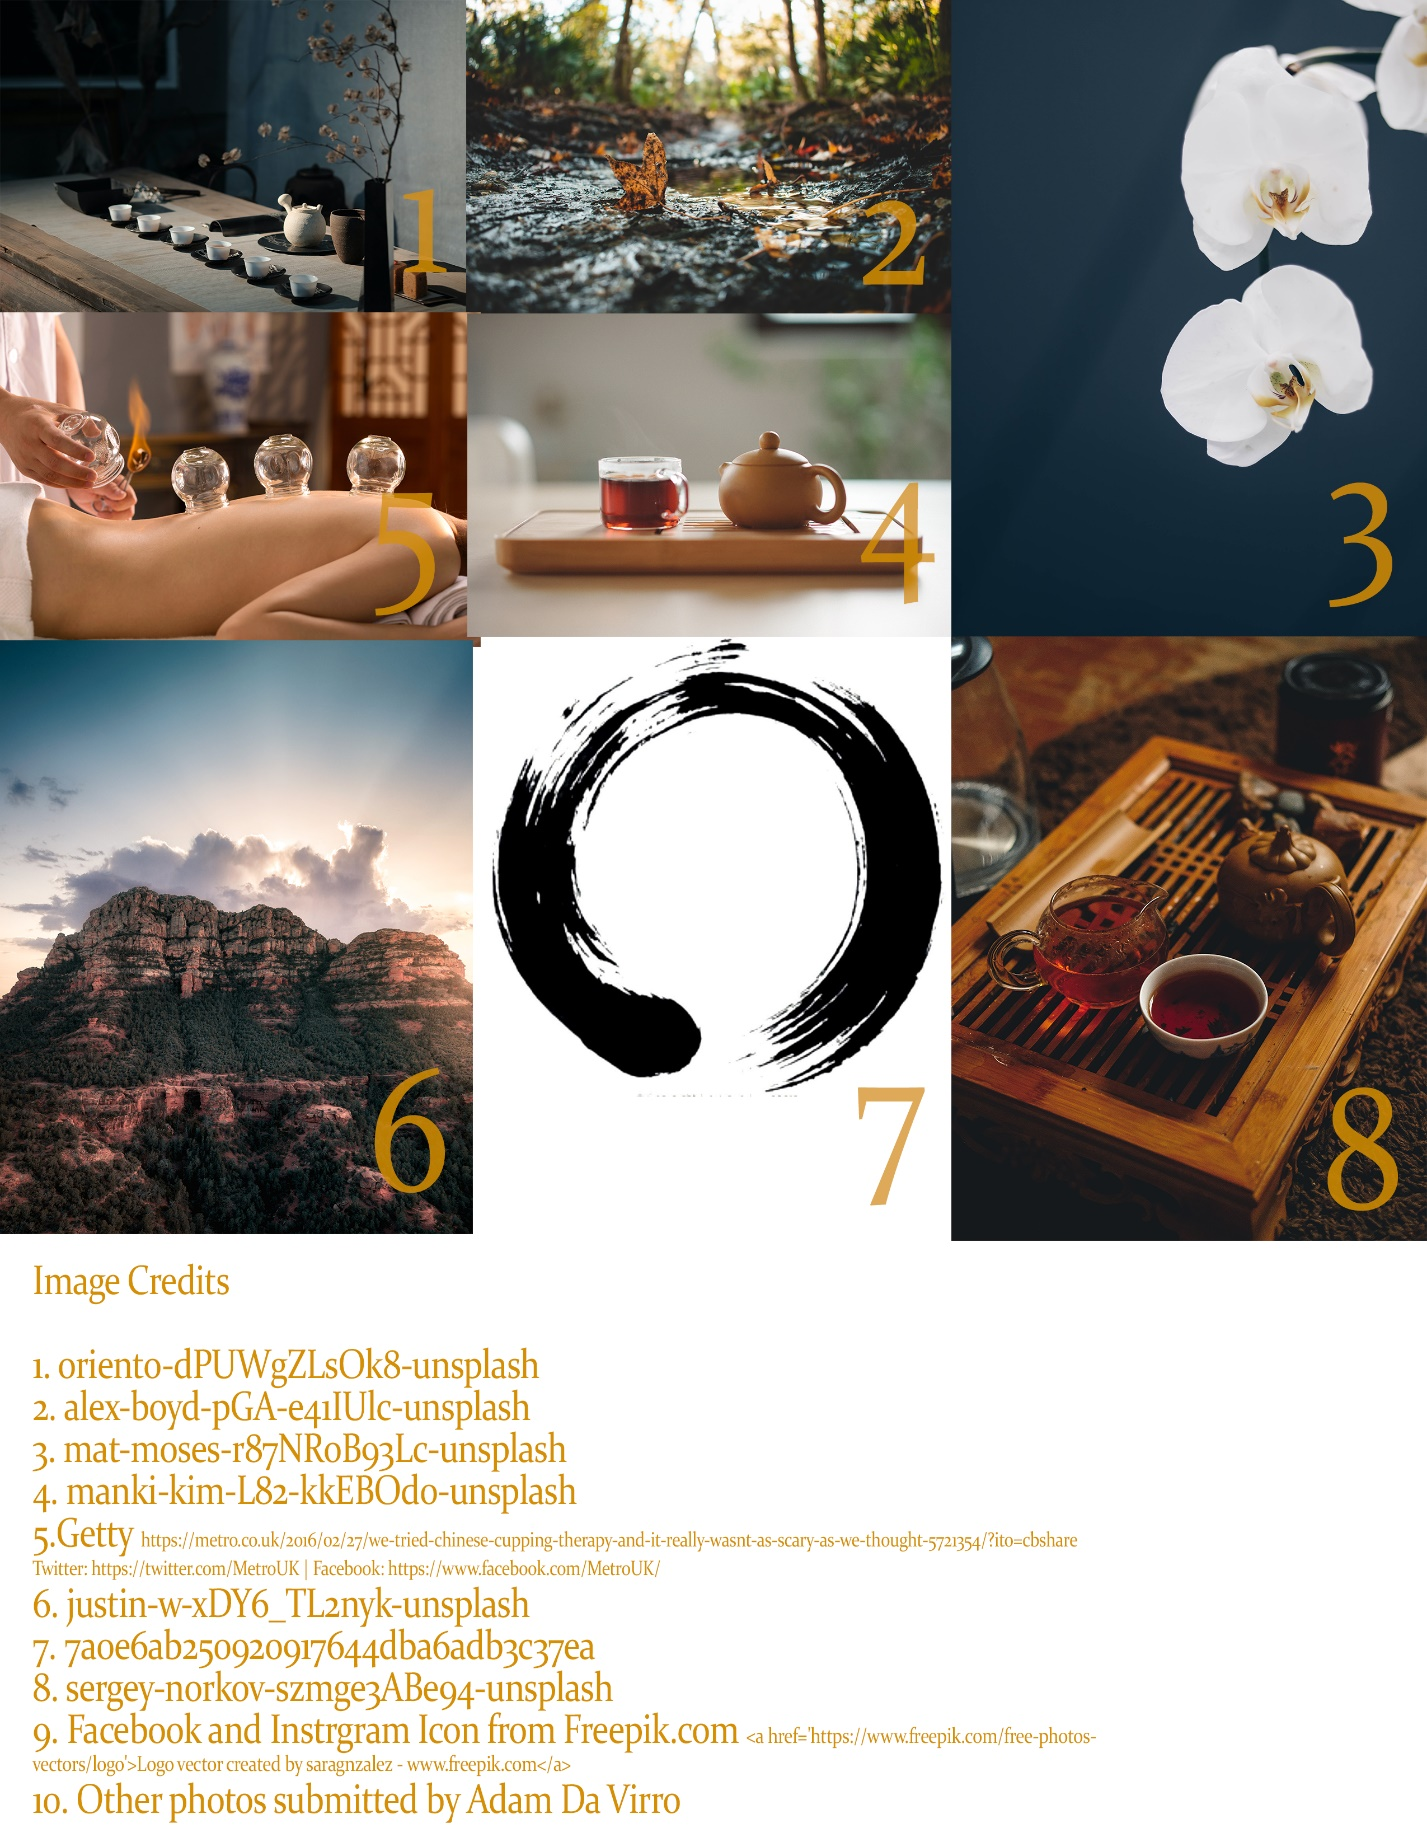 1
2
3
5
4
6
7
8
Image Credits
1. oriento-dPUWgZLsOk8-unsplash
2. alex-boyd-pGA-e41IUlc-unsplash
3. mat-moses-r87NRoB93Lc-unsplash
4. manki-kim-L82-kkEBOdo-unsplash
5.Getty https://metro.co.uk/2016/02/27/we-tried-chinese-cupping-therapy-and-it-really-wasnt-as-scary-as-we-thought-5721354/?ito=cbshare
Twitter: https://twitter.com/MetroUK | Facebook: https://www.facebook.com/MetroUK/
6. justin-w-xDY6_TL2nyk-unsplash
7. 7a0e6ab250920917644dba6adb3c37ea
8. sergey-norkov-szmge3ABe94-unsplash
9. Facebook and Instrgram Icon from Freepik.com <a href='https://www.freepik.com/free-photos-
vectors/logo'>Logo vector created by saragnzalez - www.freepik.com</a>
10. Other photos submitted by Adam Da Virro